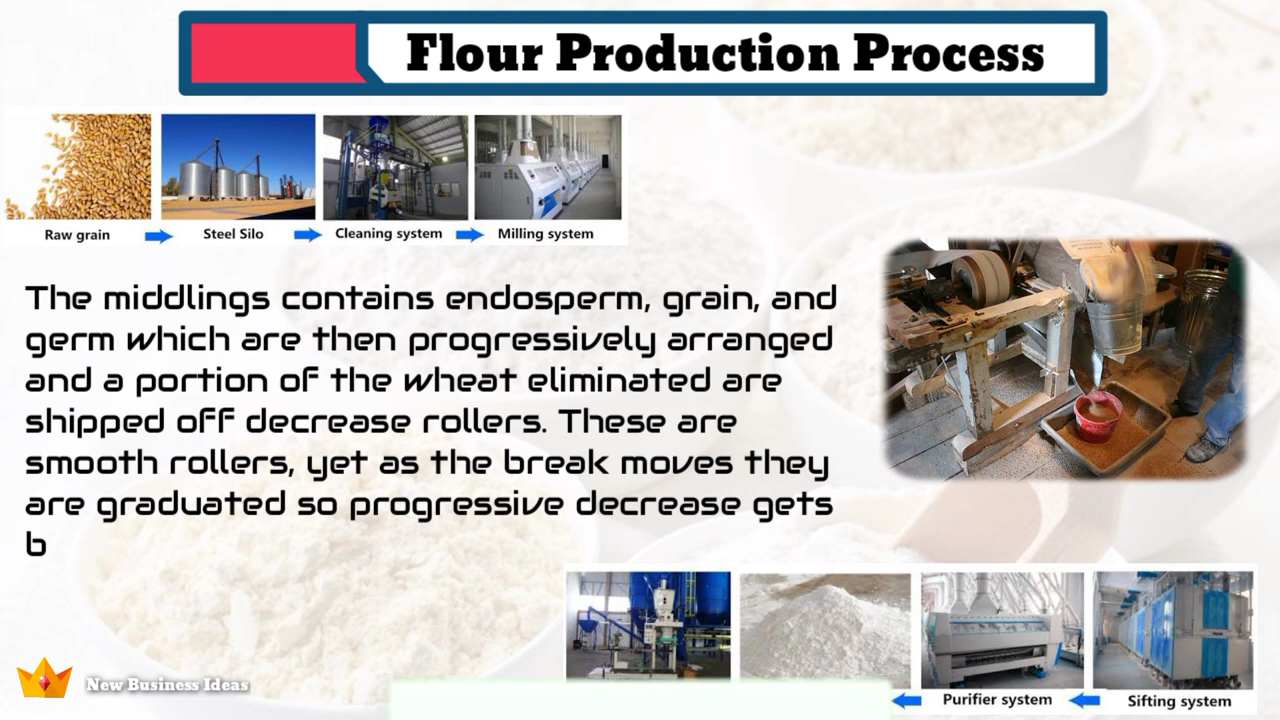 Flour Production Process
Raw grain
Steel Silo
Cleaning system
Milling system
The middlings contains endosperm, grain, and
germ which are then progressively arranged
and a portion of the wheat eliminated are
shipped off decrease rollers. These are
smooth rollers, yet as the break moves they
are graduated so progressive decrease gets
b
Purifier system
Sifting system
New Business Ideas